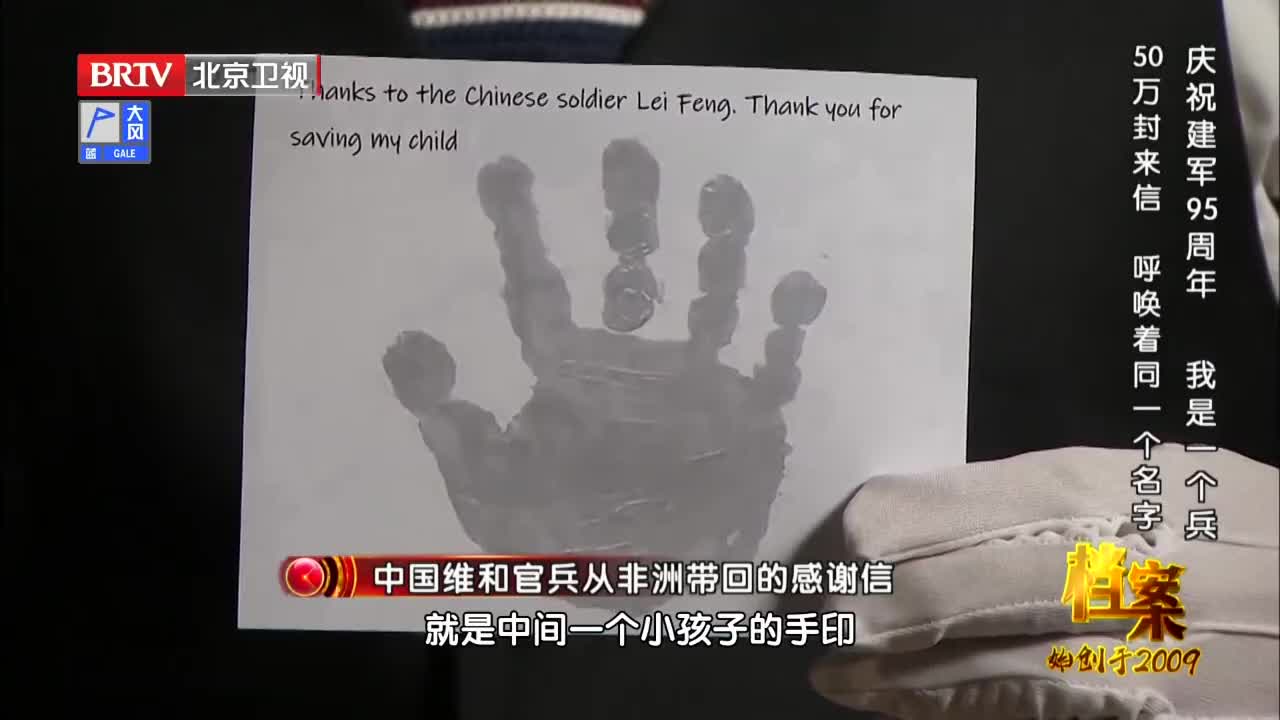 BRTV 北京卫视
大风
蓝 GALE
Thanks to the Chinese soldier Lei Feng. Thank you for
saving my child
庆祝建军95周年 我是一个兵
50万封来信 呼唤着同一个名字
中国维和官兵从非洲带回的感谢信
就是中间一个小孩子的手印
档案
始创于2009